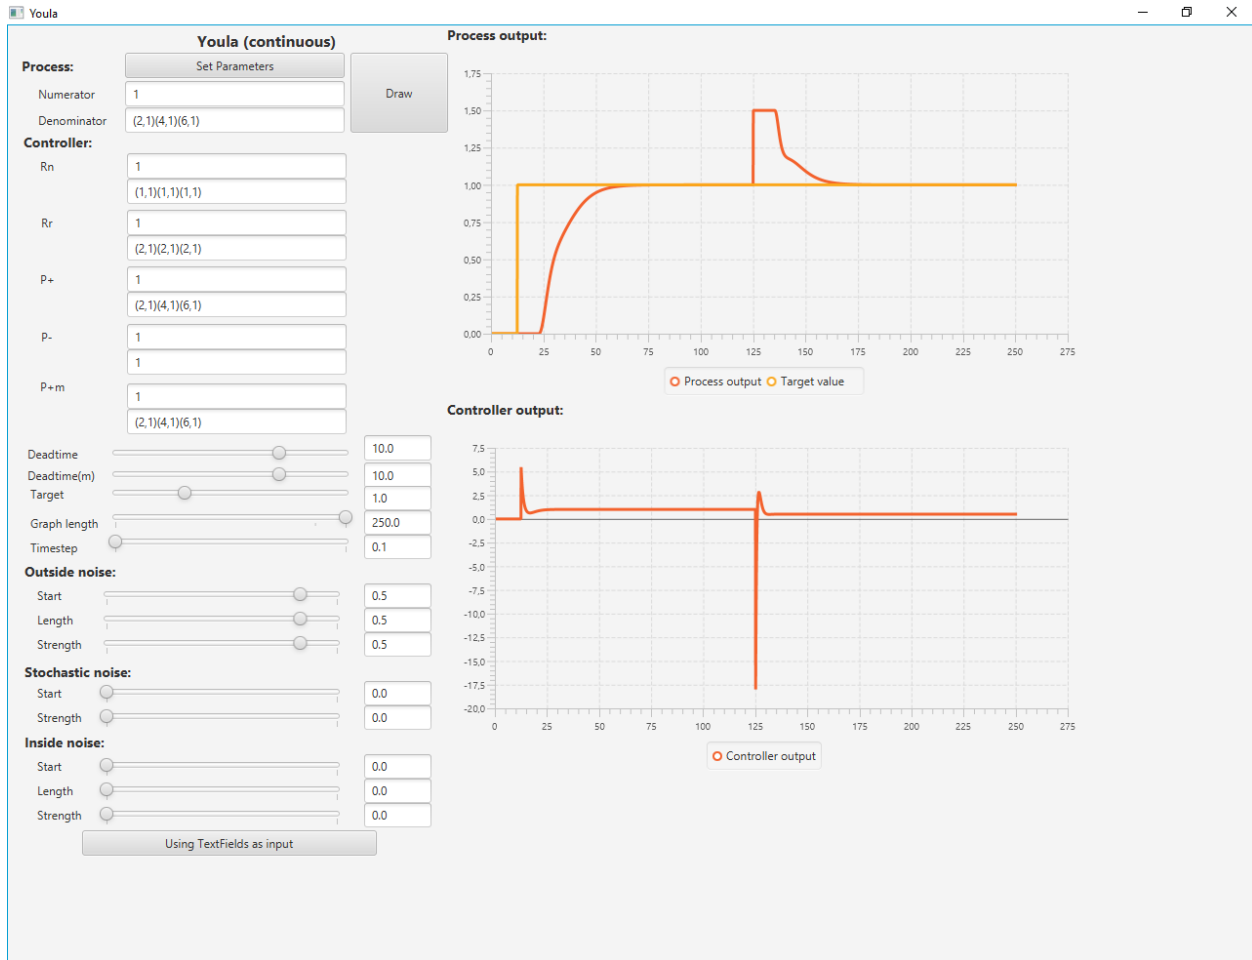 Youla
Youla (continuous)
Process:
Set Parameters
Draw
Numerator
1
Denominator
(2,1)(4,1)(6,1)
Controller:
Rn
1
(1,1)(1,1)(1,1)
Rr
1
(2,1)(2,1)(2,1)
P+
1
(2,1)(4,1)(6,1)
P-
1
1
P+m
1
(2,1)(4,1)(6,1)
Deadtime
10.0
Deadtime(m)
10.0
Target
1.0
Graph length
250.0
Timestep
0.1
Outside noise:
Start
0.5
Length
0.5
Strength
0.5
Stochastic noise:
Start
0.0
Strength
0.0
Inside noise:
Start
0.0
Length
0.0
Strength
0.0
Using TextFields as input
Process output:
1,75
1,50
1,25
1,00
0,75
0,50
0,25
0,00
0 25 50 75 100 125 150 175 200 225 250 275
Process output Target value
Controller output:
7,5
5,0
2,5
0,0
-2,5
-5,0
-7,5
-10,0
-12,5
-15,0
-17,5
-20,0
0 25 50 75 100 125 150 175 200 225 250 275
Controller output